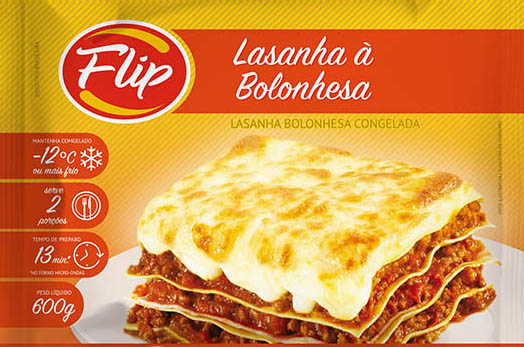 Flip
Lasanha à
Bolonhesa
LASANHA BOLONHESA CONGELADA
MANTENHA CONGELADO
-12°C
ou mais frio
serve
2
porções
TEMPO DE PREPARO
13 min.*
*NO FORNO MICRO-ONDAS
PESO LÍQUIDO
600g